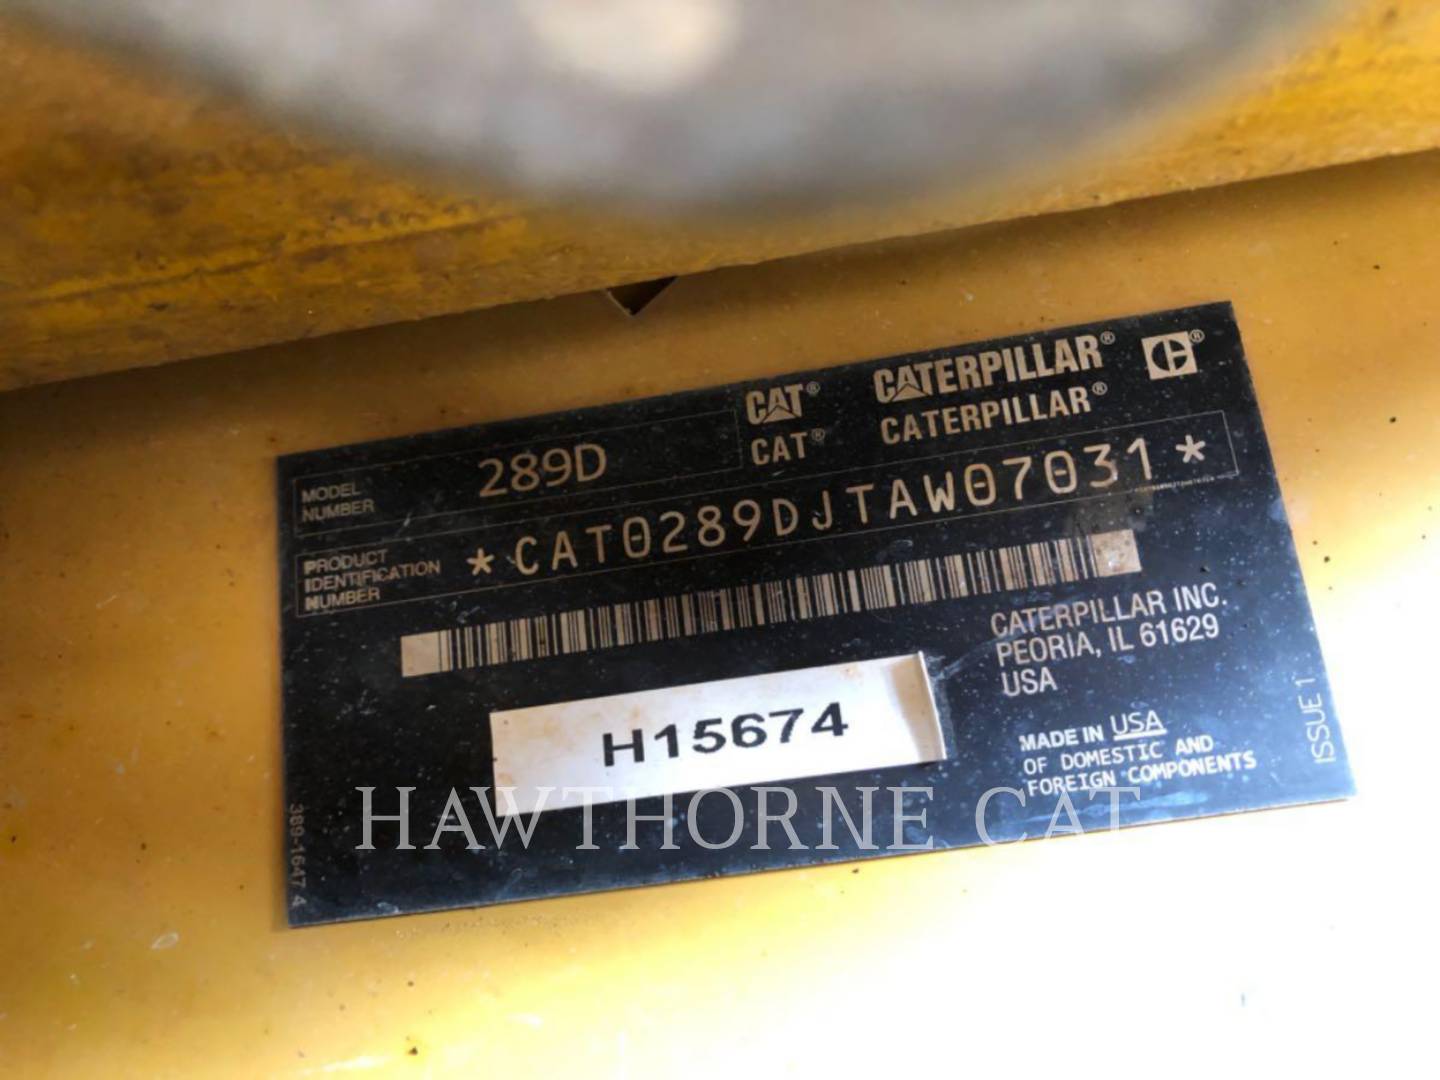 CAT® CATERPILLAR® ®
MODEL NUMBER 289D CAT® CATERPILLAR®
PRODUCT IDENTIFICATION NUMBER *CAT0289DJTAW07031*
CATERPILLAR INC.
PEORIA, IL 61629
USA
H15674
MADE IN USA
OF DOMESTIC AND
FOREIGN COMPONENTS
ISSUE 1
389-1647 4
HAWTHORNE CAT